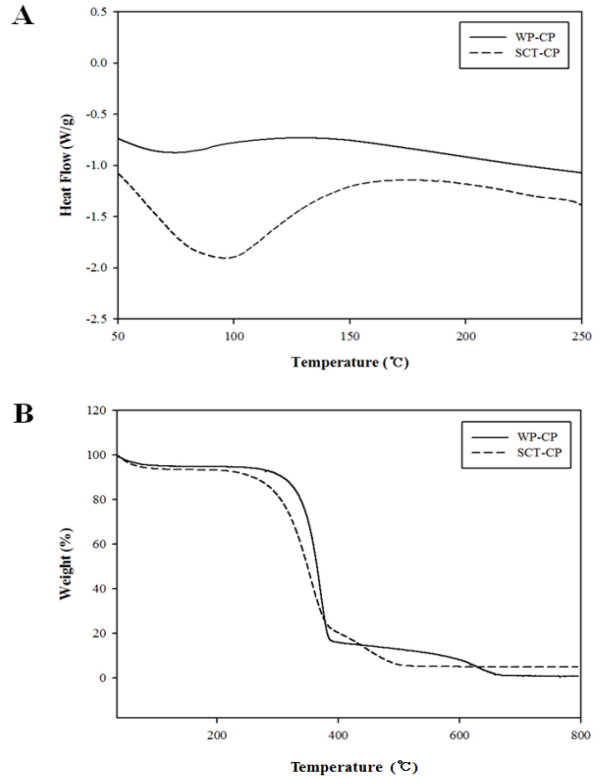 A
WP-CP
SCT-CP
Heat Flow (W/g)
0.5
0.0
-0.5
-1.0
-1.5
-2.0
-2.5
50
100
150
200
250
Temperature (℃)
B
WP-CP
SCT-CP
Weight (%)
120
100
80
60
40
20
0
200
400
600
800
Temperature (℃)